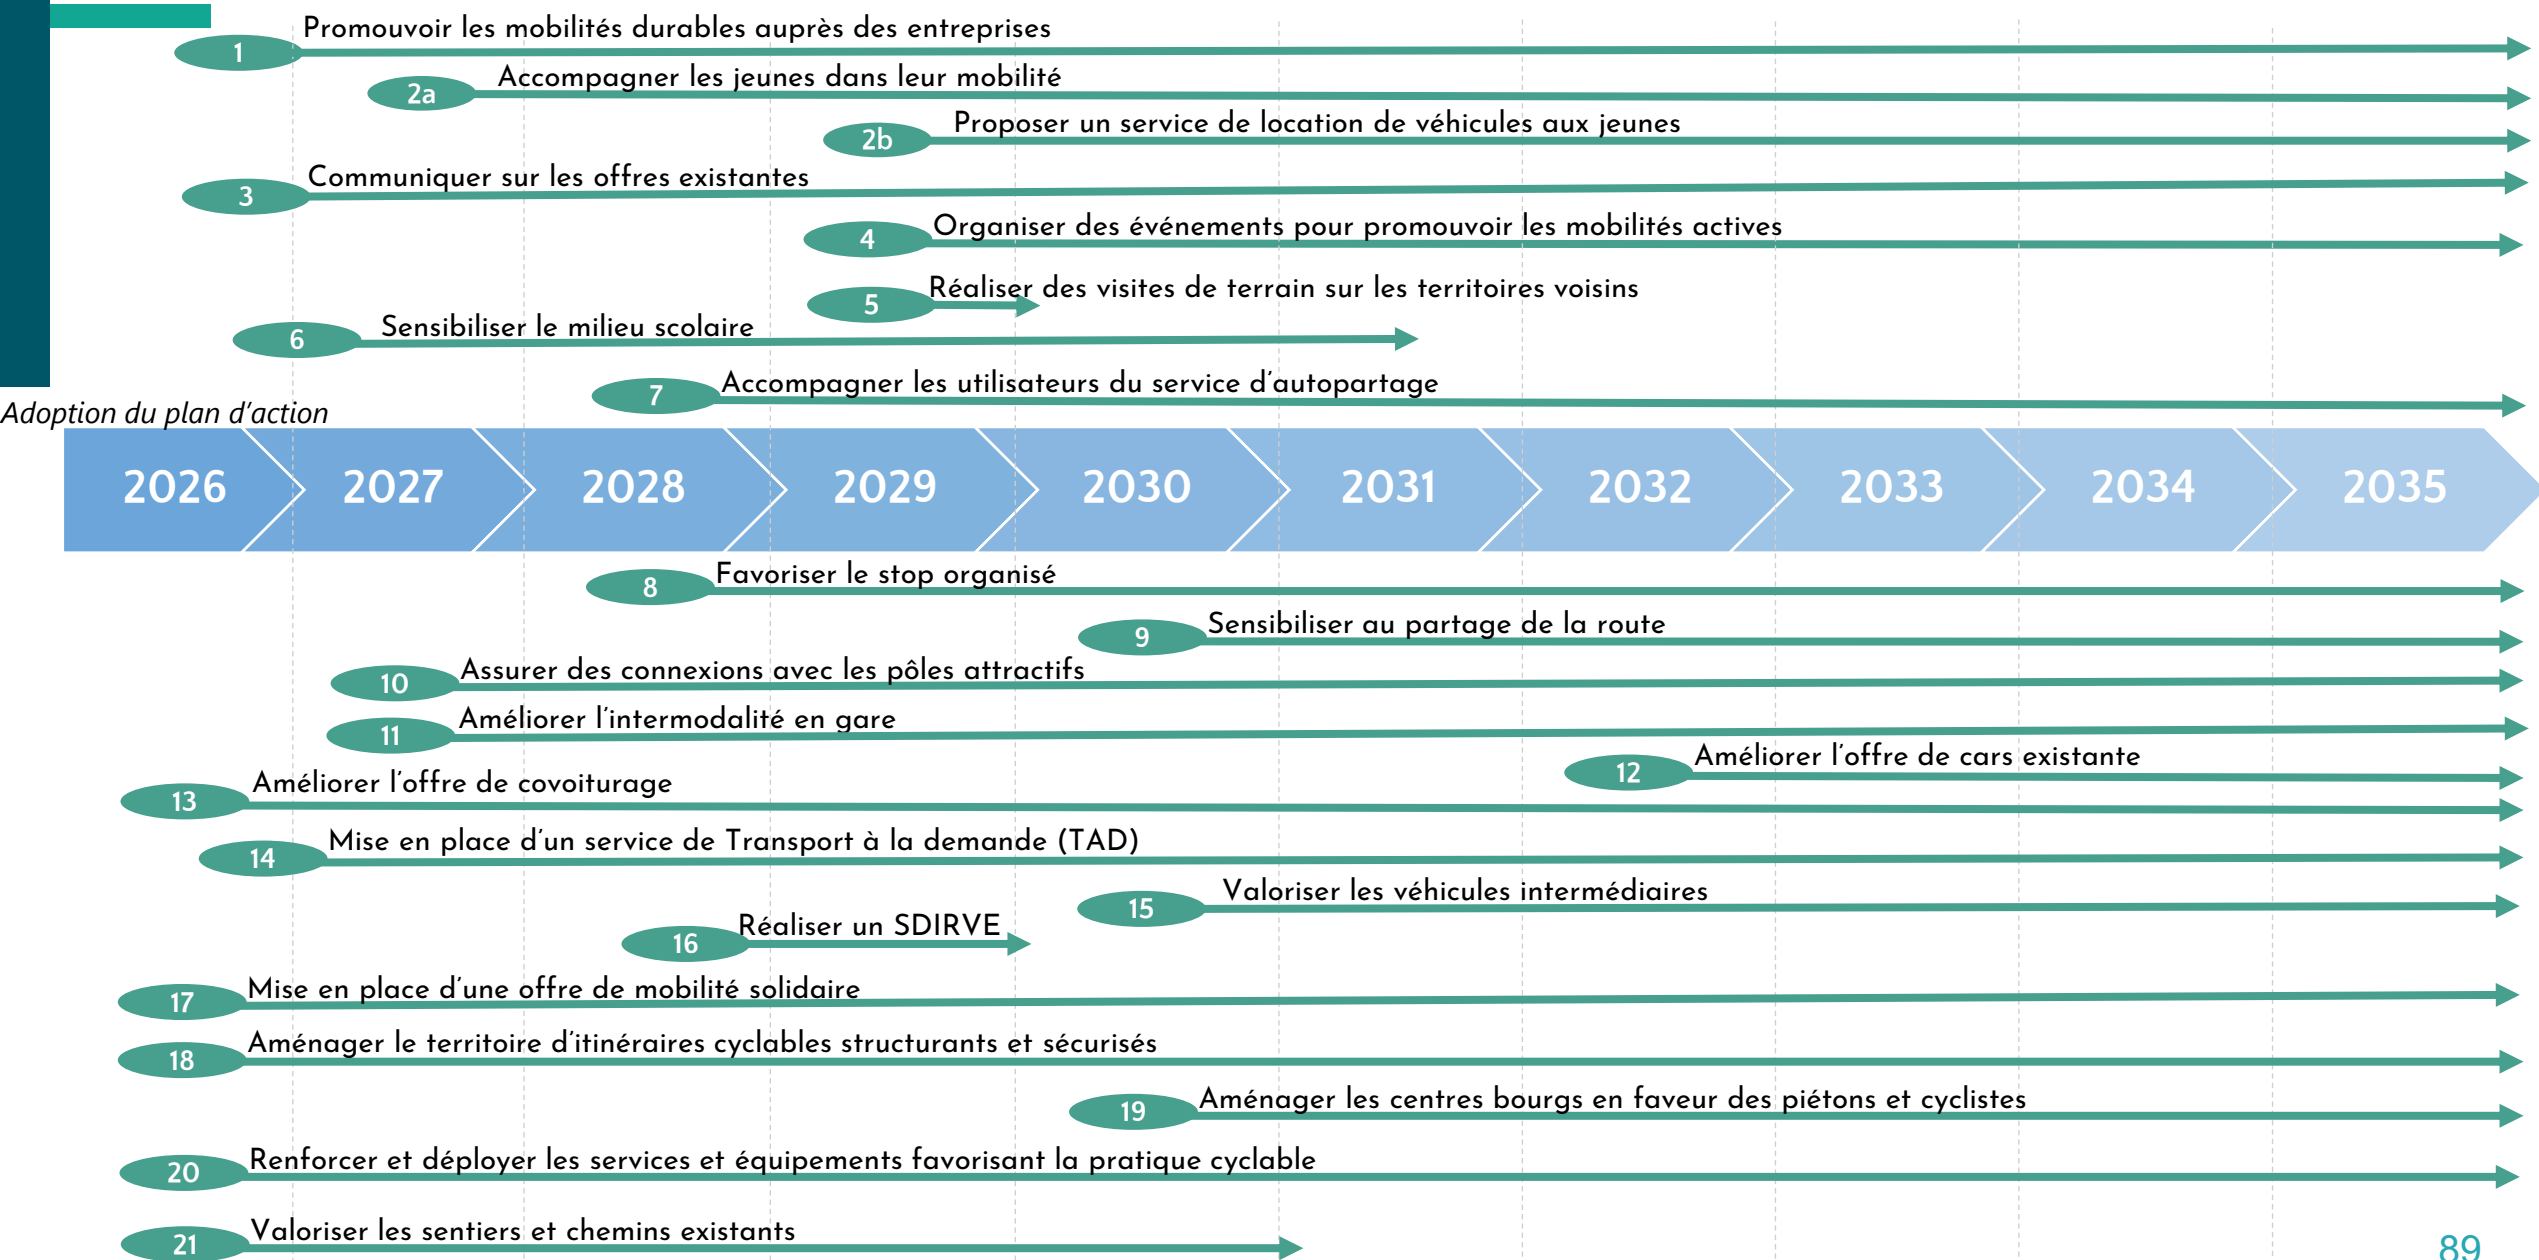 Promouvoir les mobilités durables auprès des entreprises
1
Accompagner les jeunes dans leur mobilité
2a
Proposer un service de location de véhicules aux jeunes
2b
Communiquer sur les offres existantes
3
Organiser des événements pour promouvoir les mobilités actives
4
Réaliser des visites de terrain sur les territoires voisins
5
Sensibiliser le milieu scolaire
6
Accompagner les utilisateurs du service d'autopartage
7
Adoption du plan d'action
2026 2027 2028 2029 2030 2031 2032 2033 2034 2035
Favoriser le stop organisé
8
Sensibiliser au partage de la route
9
Assurer des connexions avec les pôles attractifs
10
Améliorer l'intermodalité en gare
11
Améliorer l'offre de cars existante
12
Améliorer l'offre de covoiturage
13
Mise en place d'un service de Transport à la demande (TAD)
14
Valoriser les véhicules intermédiaires
15
Réaliser un SDIRVE
16
Mise en place d'une offre de mobilité solidaire
17
Aménager le territoire d'itinéraires cyclables structurants et sécurisés
18
Aménager les centres bourgs en faveur des piétons et cyclistes
19
Renforcer et déployer les services et équipements favorisant la pratique cyclable
20
Valoriser les sentiers et chemins existants
21
89